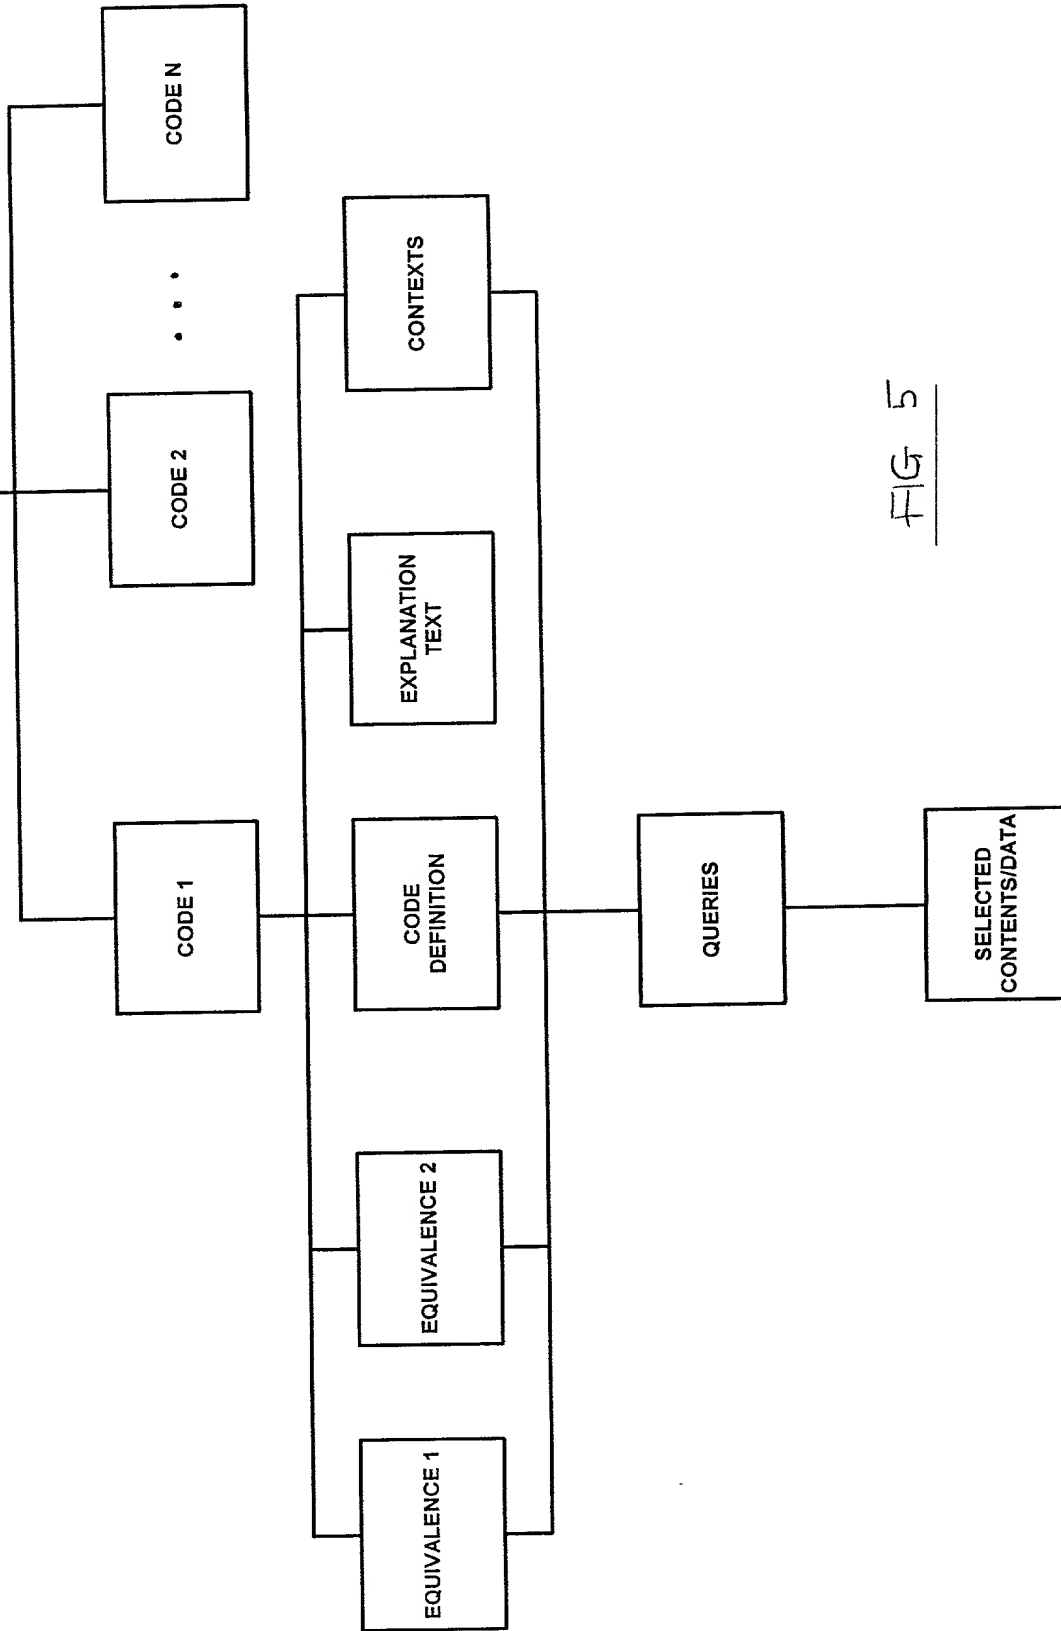 CODE 1
CODE 2
CODE N
EQUIVALENCE 1
EQUIVALENCE 2
CODE
DEFINITION
EXPLANATION
TEXT
CONTEXTS
QUERIES
SELECTED
CONTENTS/DATA
FIG 5